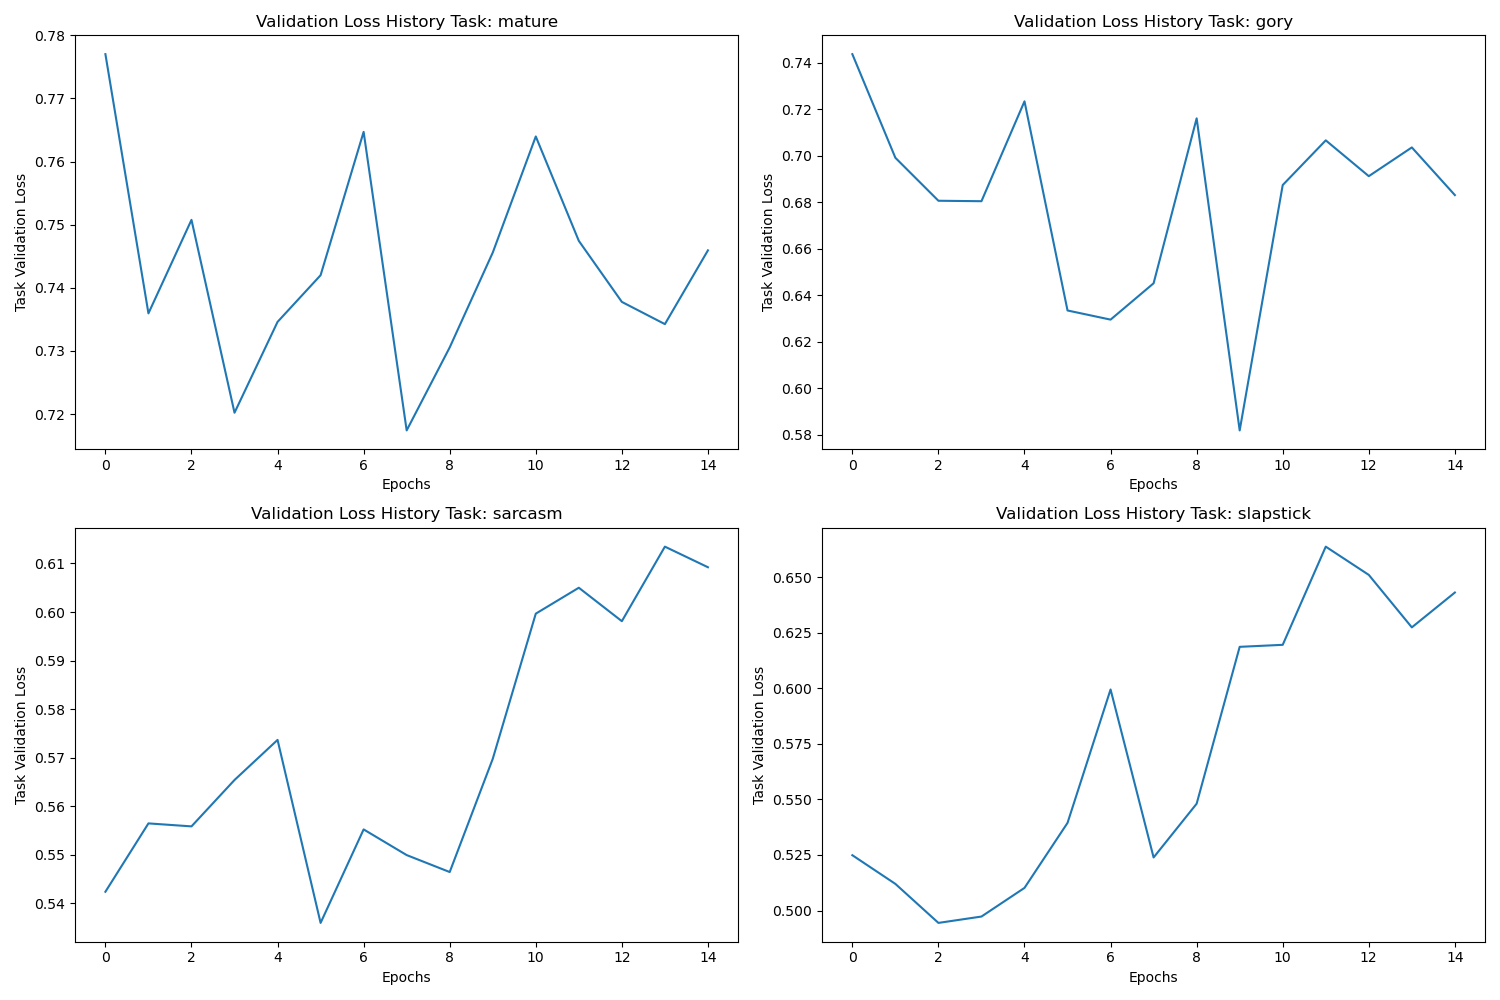 Validation Loss History Task: mature
Task Validation Loss
0.78
0.77
0.76
0.75
0.74
0.73
0.72
0 2 4 6 8 10 12 14
Epochs
Validation Loss History Task: gory
Task Validation Loss
0.74
0.72
0.70
0.68
0.66
0.64
0.62
0.60
0.58
0 2 4 6 8 10 12 14
Epochs
Validation Loss History Task: sarcasm
Task Validation Loss
0.61
0.60
0.59
0.58
0.57
0.56
0.55
0.54
0 2 4 6 8 10 12 14
Epochs
Validation Loss History Task: slapstick
Task Validation Loss
0.650
0.625
0.600
0.575
0.550
0.525
0.500
0 2 4 6 8 10 12 14
Epochs